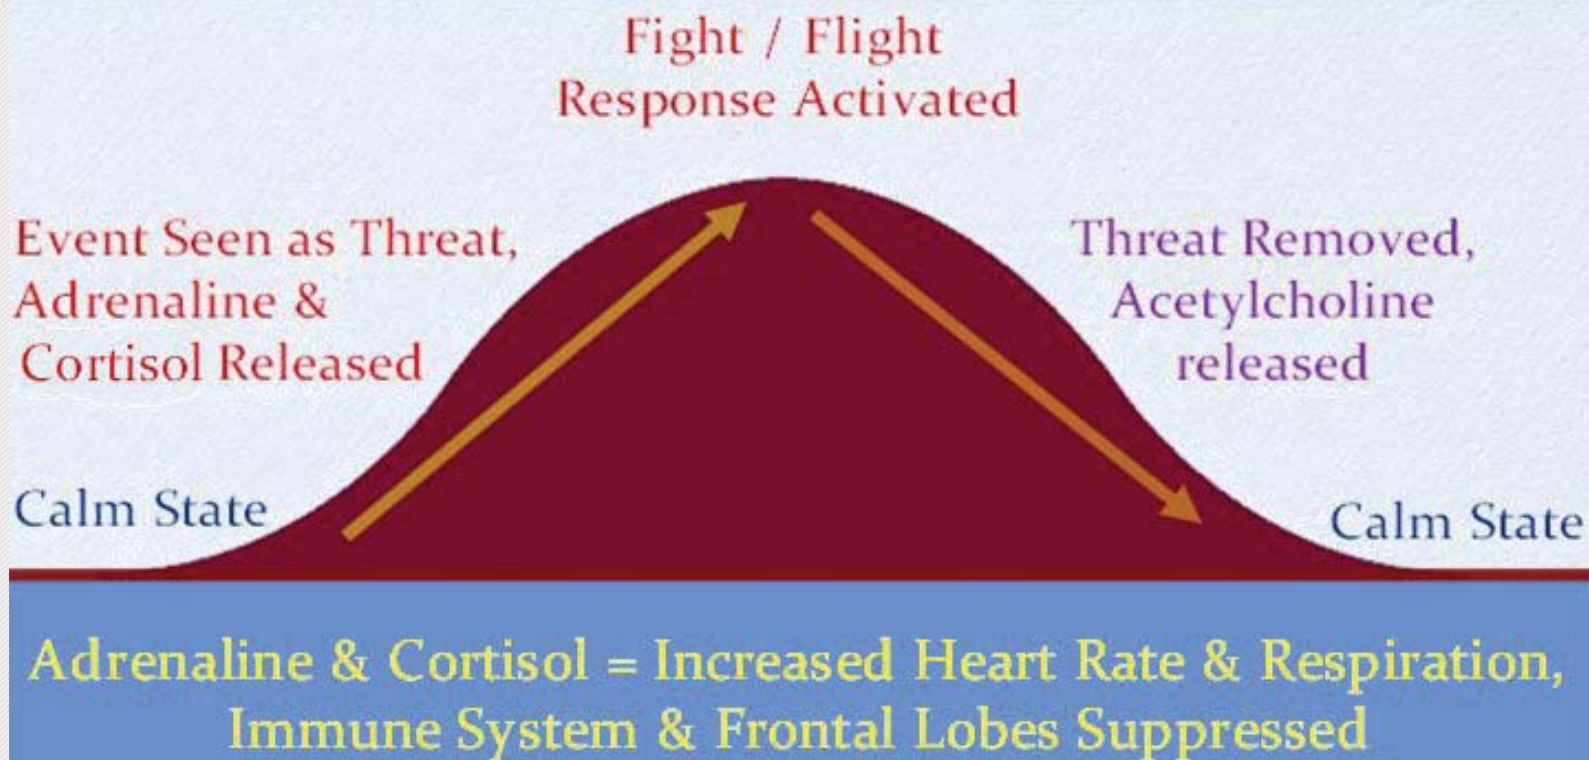 Fight / Flight
Response Activated
Event Seen as Threat,
Adrenaline &
Cortisol Released
Threat Removed,
Acetylcholine
released
Calm State
Calm State
Adrenaline & Cortisol = Increased Heart Rate & Respiration,
Immune System & Frontal Lobes Suppressed